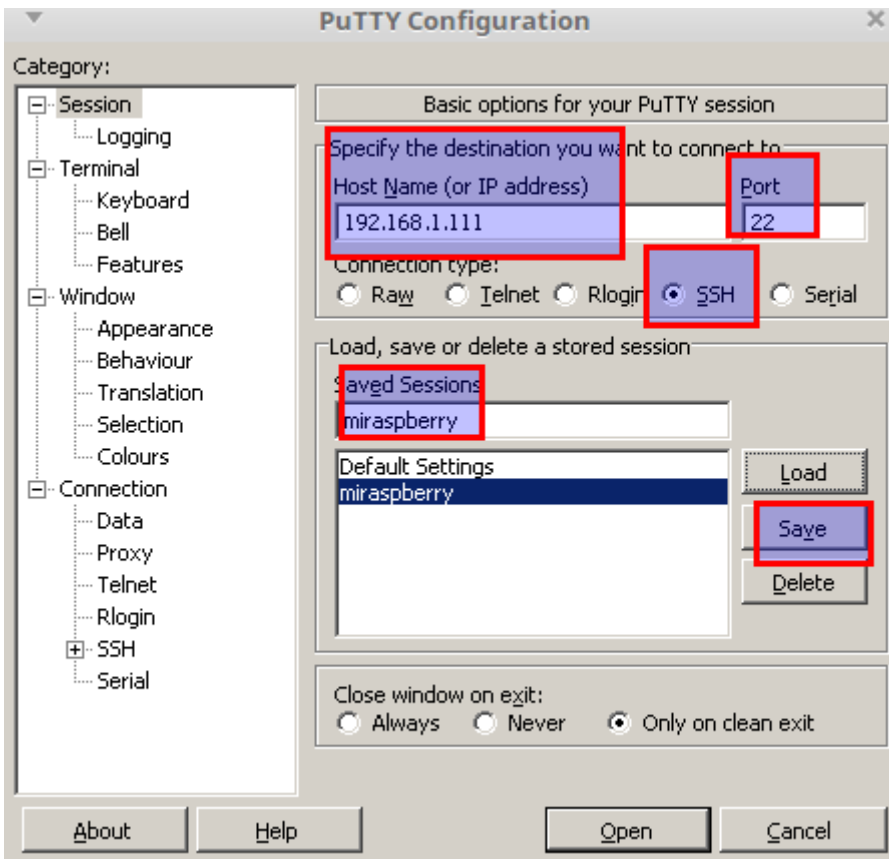 PuTTY Configuration
Category:
Session
Logging
Terminal
Keyboard
Bell
Features
Window
Appearance
Behaviour
Translation
Selection
Colours
Connection
Data
Proxy
Telnet
Rlogin
SSH
Serial
Basic options for your PuTTY session
Specify the destination you want to connect to
Host Name (or IP address) Port
192.168.1.111 22
Connection type:
Raw Telnet Rlogin SSH Serial
Load, save or delete a stored session
Saved Sessions
miraspberry
Default Settings
miraspberry
Load
Save
Delete
Close window on exit:
Always Never Only on clean exit
About Help Open Cancel